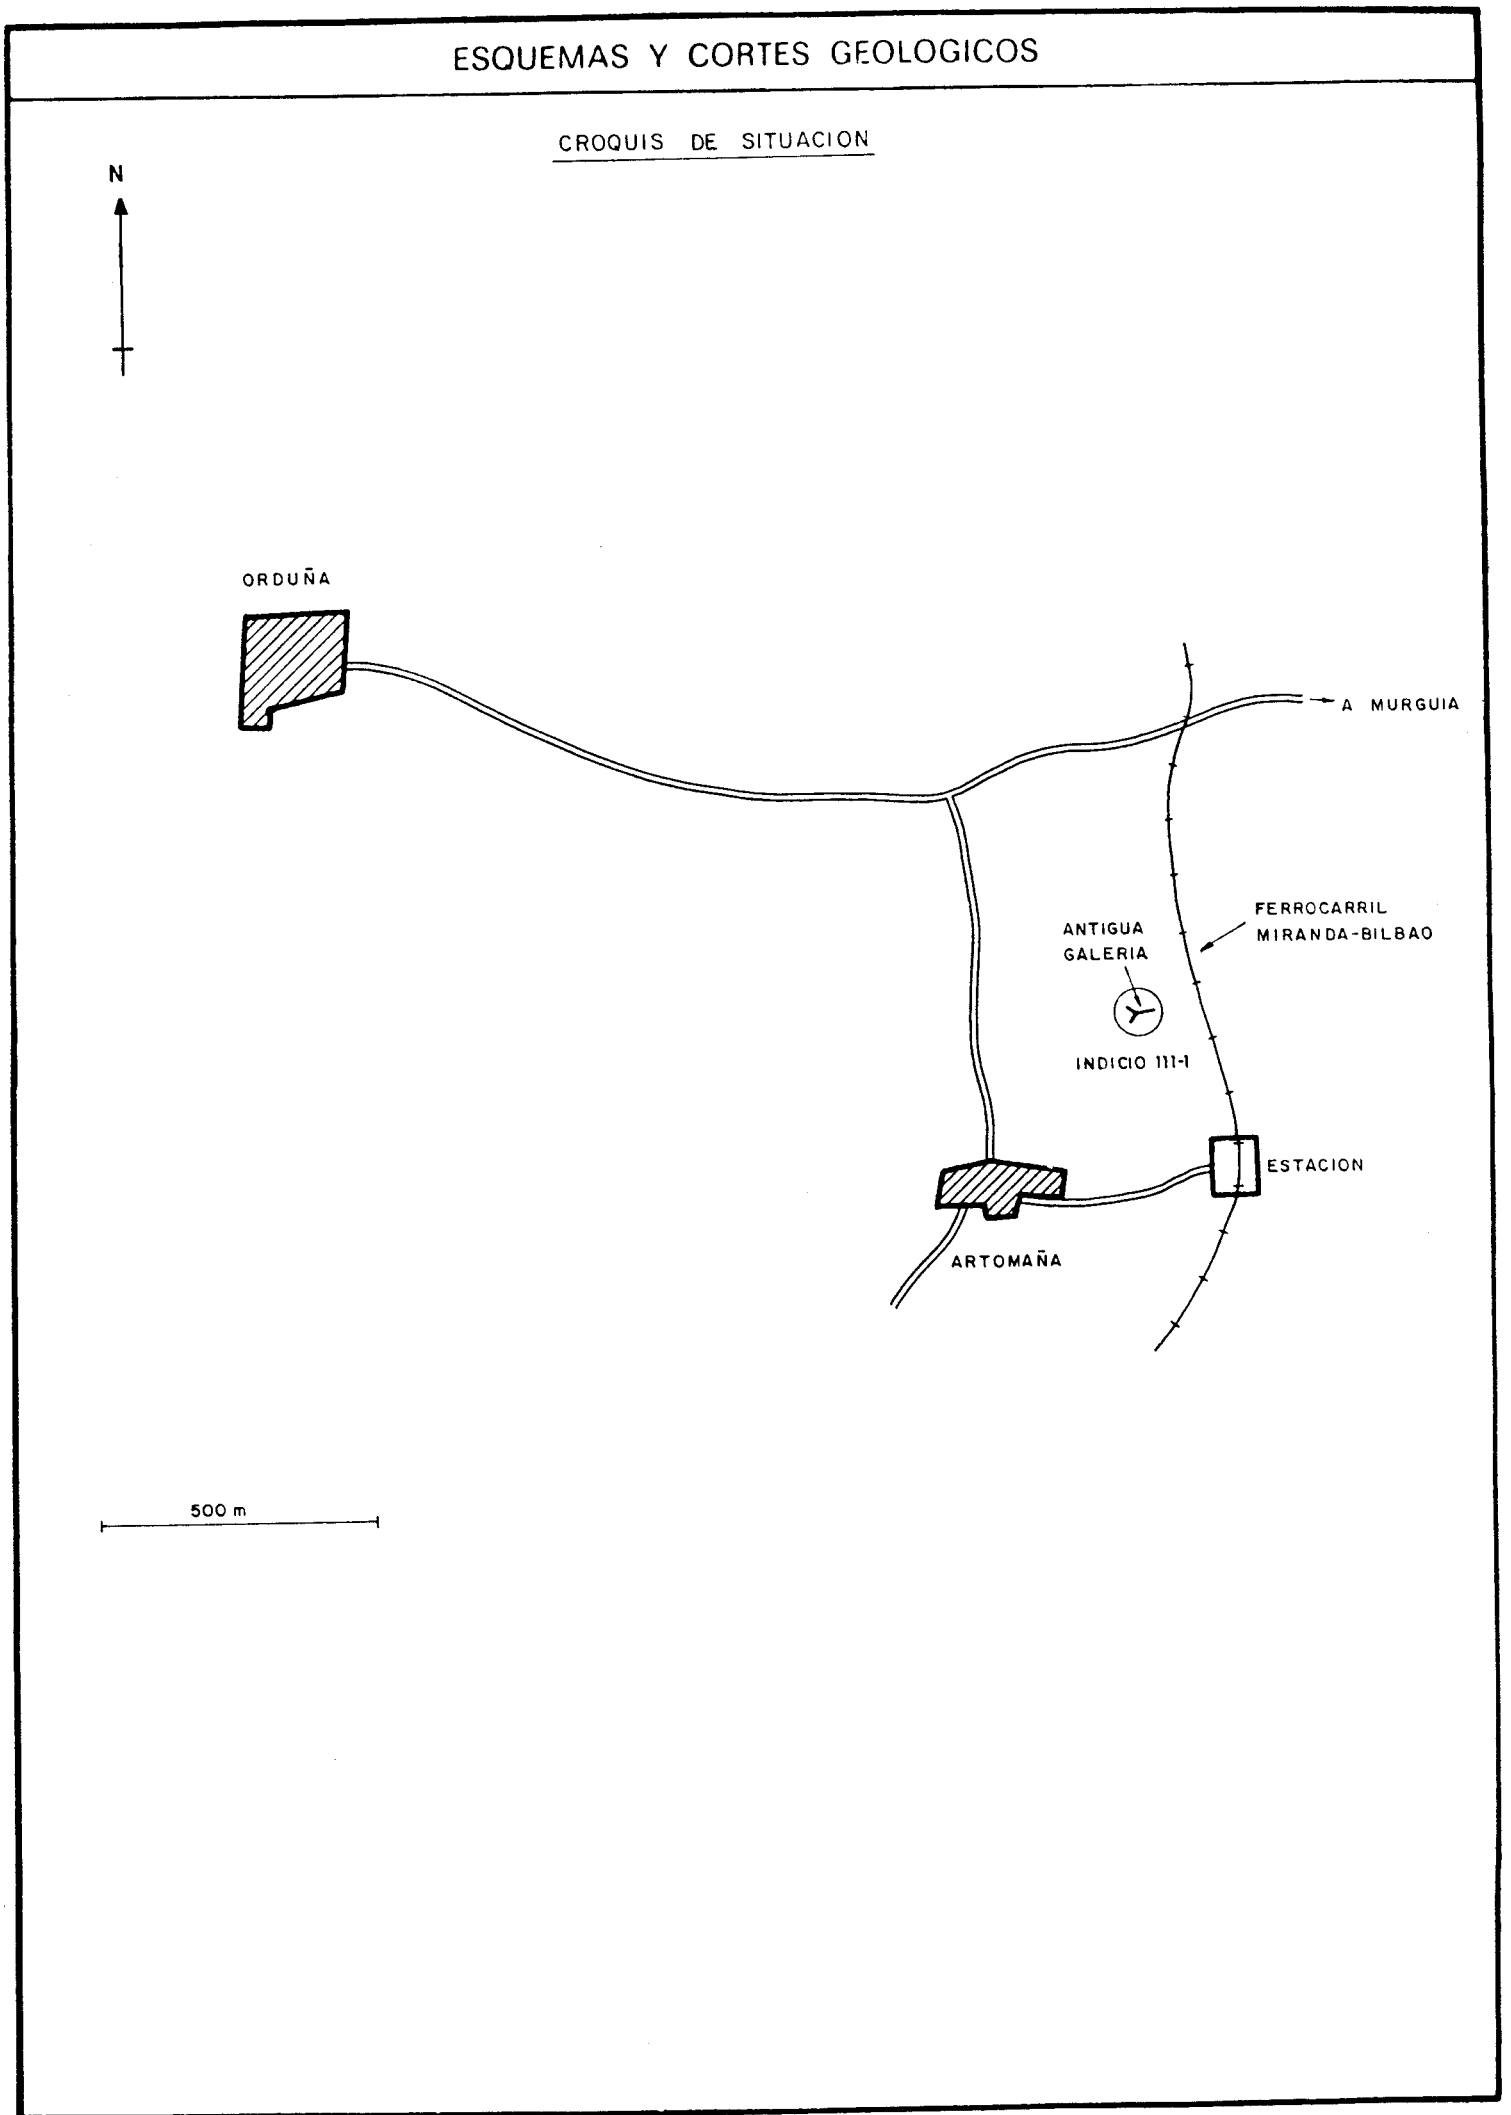 ESQUEMAS Y CORTES GEOLOGICOS
CROQUIS DE SITUACION
N
ORDUÑA
A MURGUIA
FERROCARRIL
MIRANDA-BILBAO
ANTIGUA
GALERIA
INDICIO 111-1
ESTACION
ARTOMAÑA
500 m